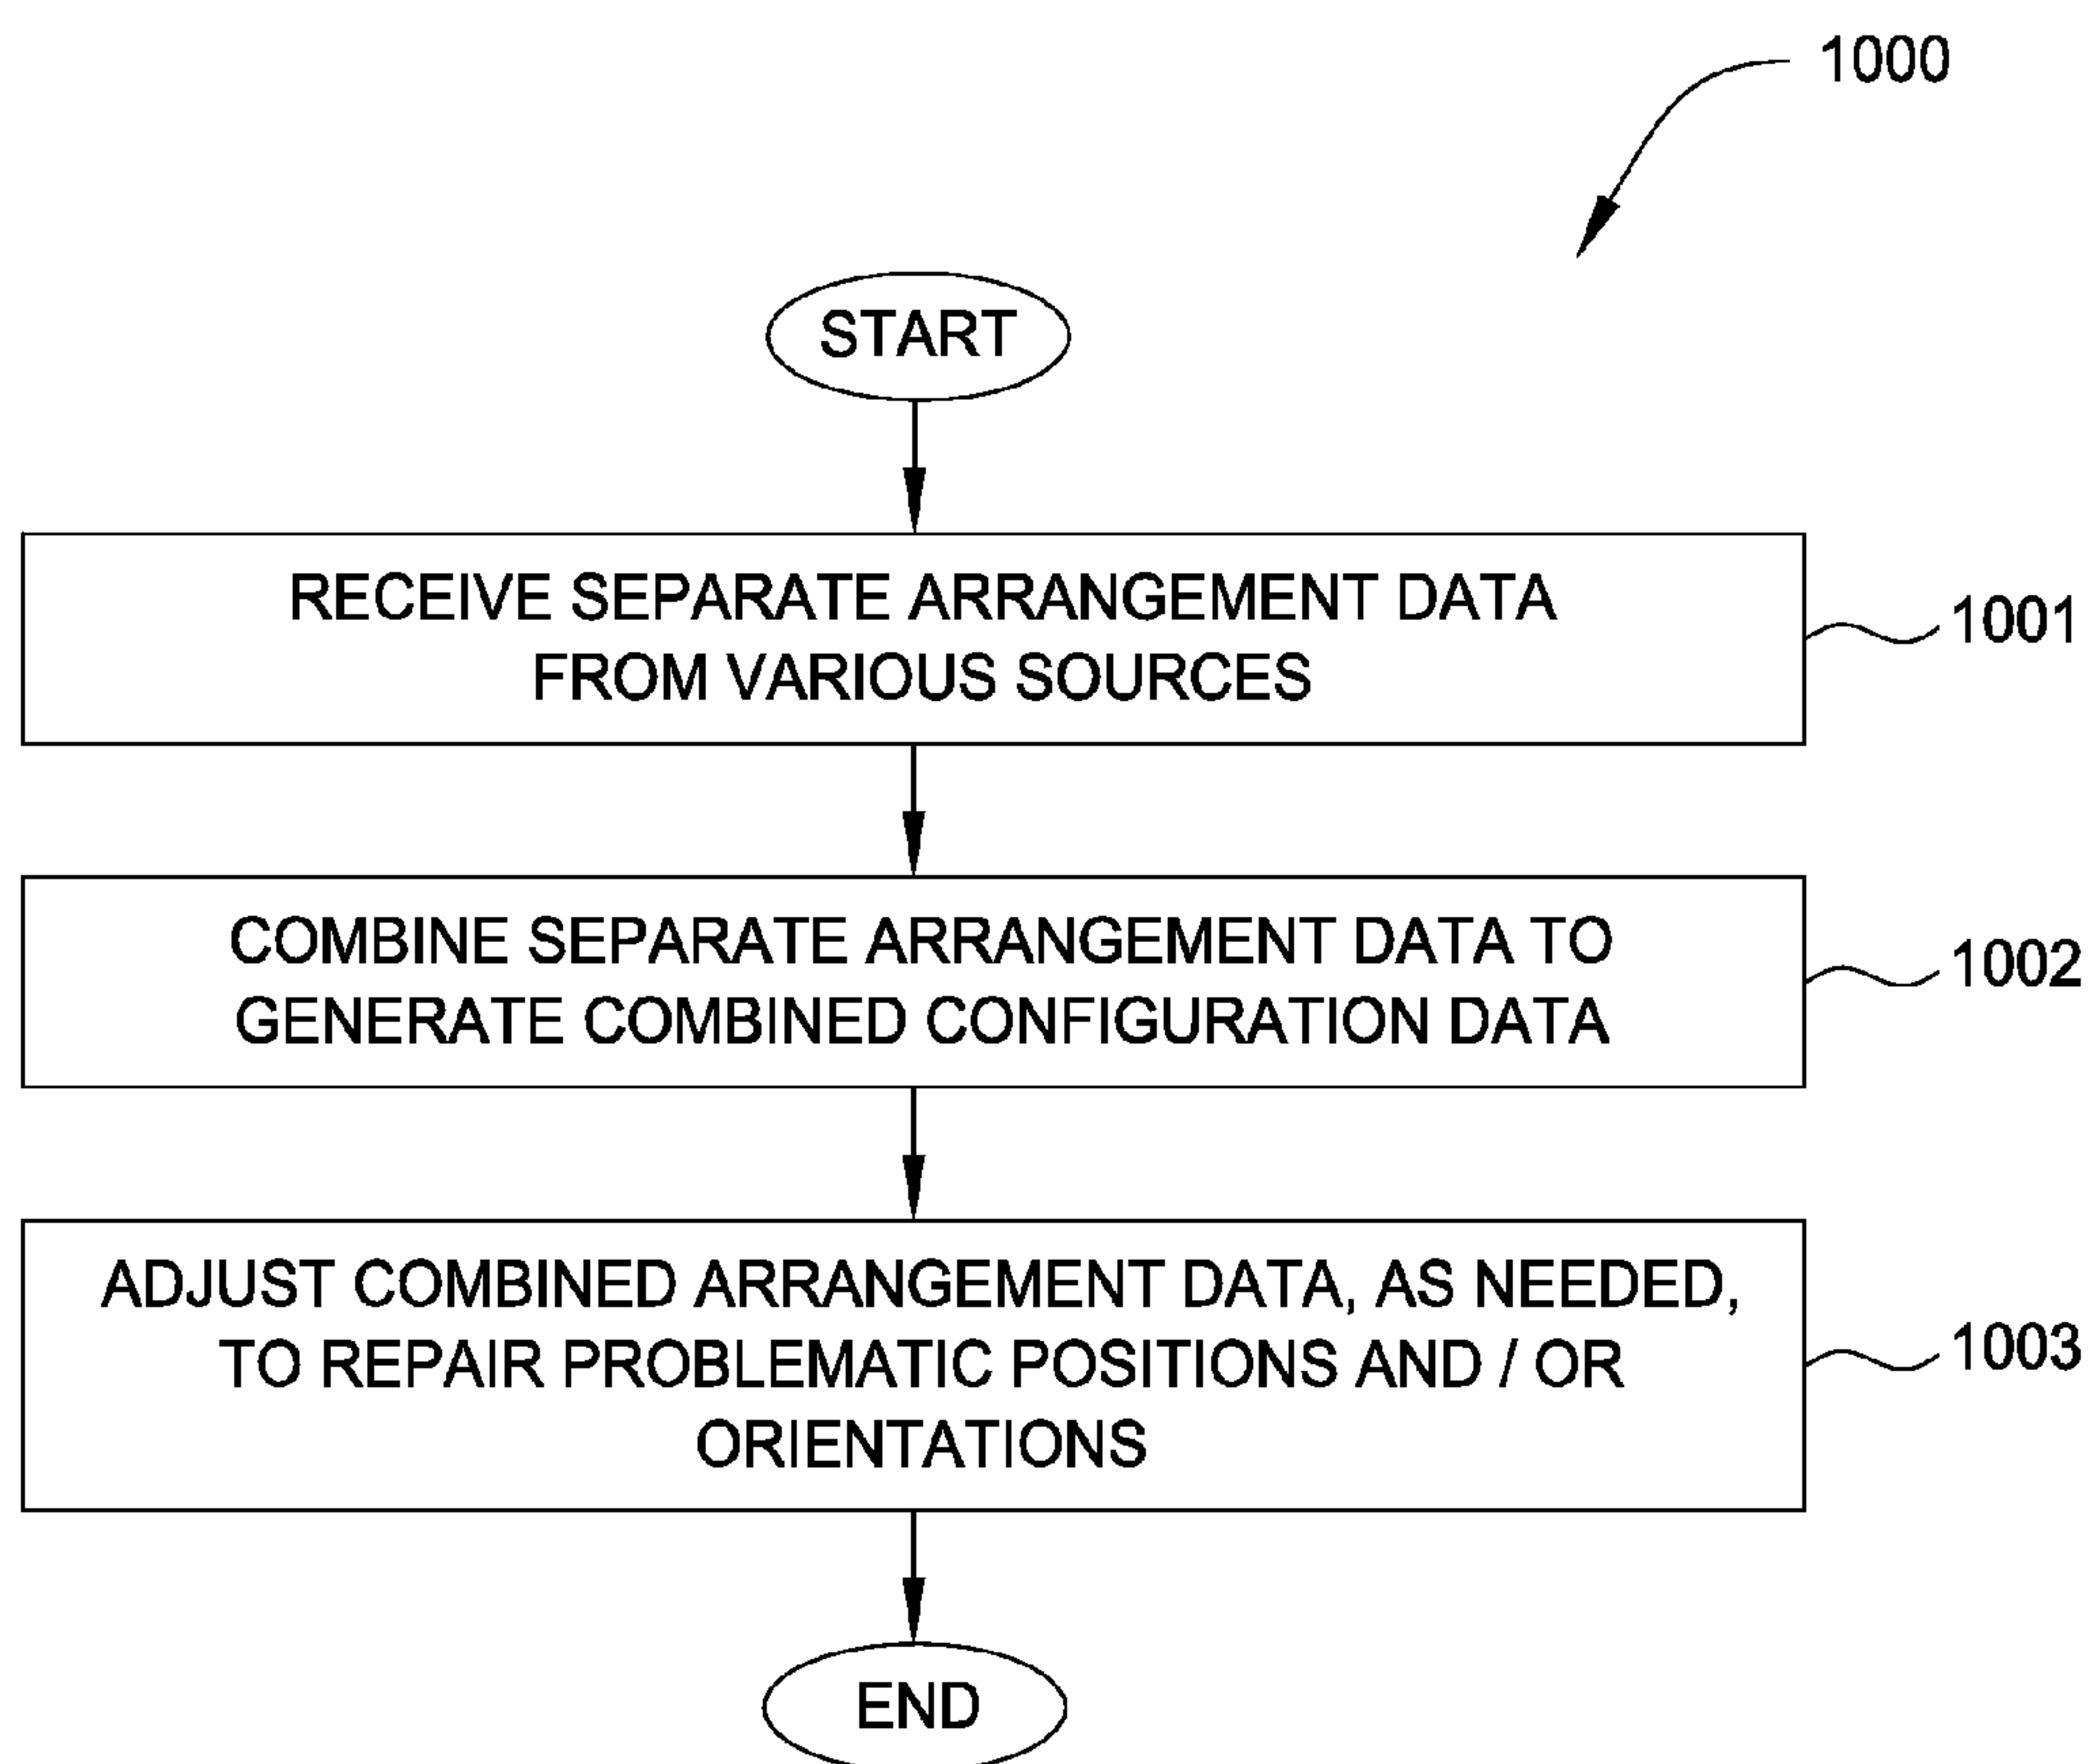 1000
START
RECEIVE SEPARATE ARRANGEMENT DATA
FROM VARIOUS SOURCES
1001
COMBINE SEPARATE ARRANGEMENT DATA TO
GENERATE COMBINED CONFIGURATION DATA
1002
ADJUST COMBINED ARRANGEMENT DATA, AS NEEDED,
TO REPAIR PROBLEMATIC POSITIONS AND / OR
ORIENTATIONS
1003
END